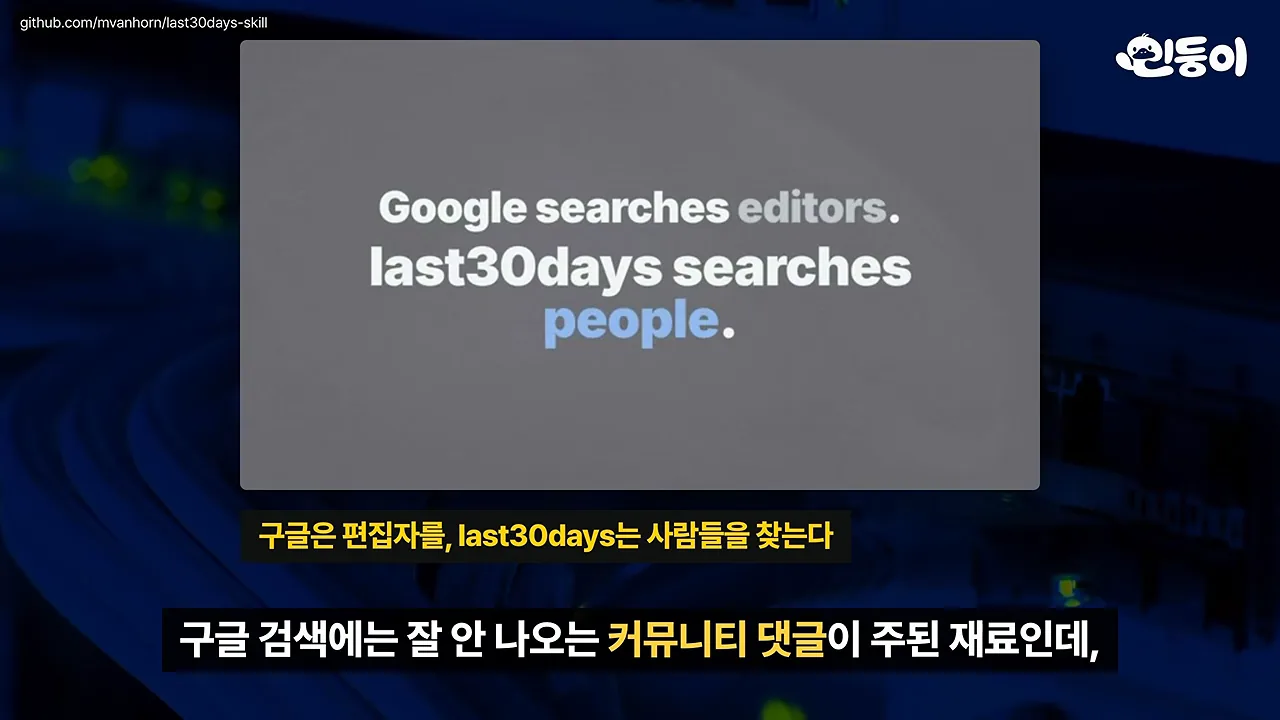 github.com/mvanhorn/last30days-skill
인둥이
Google searches editors.
last30days searches
people.
구글은 편집자를, last30days는 사람들을 찾는다
구글 검색에는 잘 안 나오는 커뮤니티 댓글이 주된 재료인데,